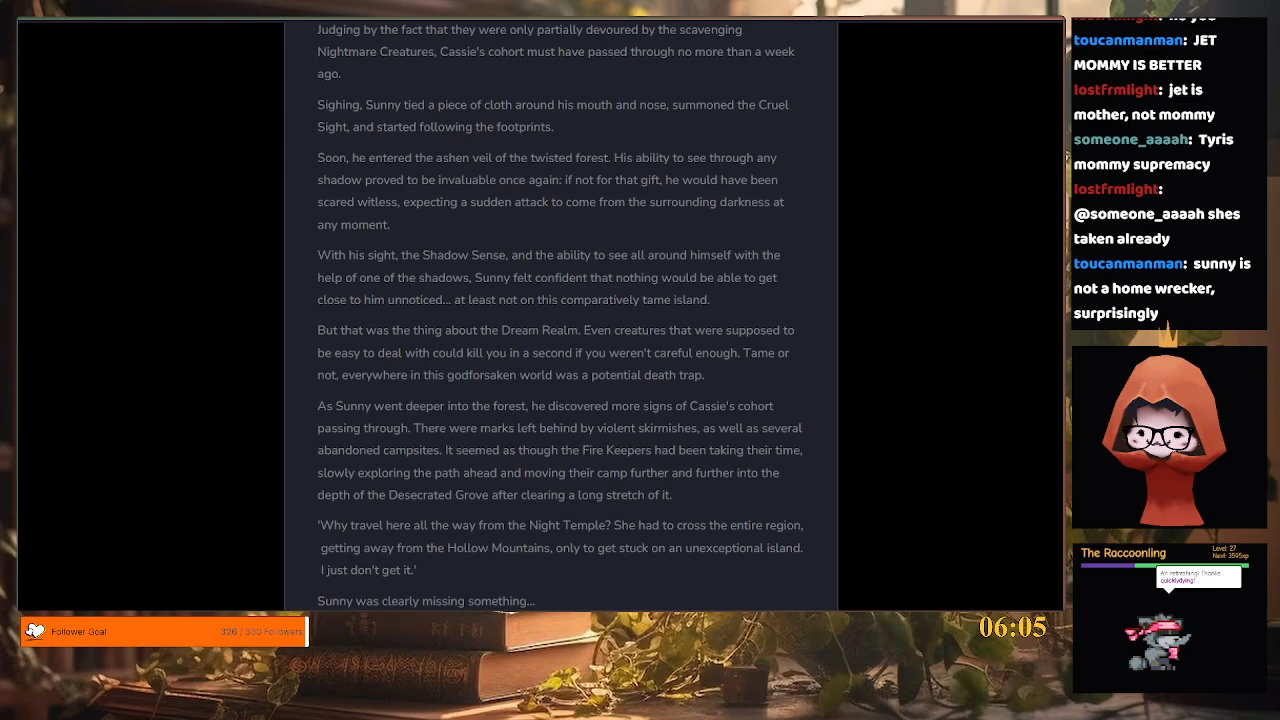 Judging by the fact that they were only partially devoured by the scavenging
Nightmare Creatures, Cassie's cohort must have passed through no more than a week
ago.
Sighing, Sunny tied a piece of cloth around his mouth and nose, summoned the Cruel
Sight, and started following the footprints.
Soon, he entered the ashen veil of the twisted forest. His ability to see through any
shadow proved to be invaluable once again: if not for that gift, he would have been
scared witless, expecting a sudden attack to come from the surrounding darkness at
any moment.
With his sight, the Shadow Sense, and the ability to see all around himself with the
help of one of the shadows, Sunny felt confident that nothing would be able to get
close to him unnoticed... at least not on this comparatively tame island.
But that was the thing about the Dream Realm. Even creatures that were supposed to
be easy to deal with could kill you in a second if you weren't careful enough. Tame or
not, everywhere in this godforsaken world was a potential death trap.
As Sunny went deeper into the forest, he discovered more signs of Cassie's cohort
passing through. There were marks left behind by violent skirmishes, as well as several
abandoned campsites. It seemed as though the Fire Keepers had been taking their time,
slowly exploring the path ahead and moving their camp further and further into the
depth of the Desecrated Grove after clearing a long stretch of it.
'Why travel here all the way from the Night Temple? She had to cross the entire region,
getting away from the Hollow Mountains, only to get stuck on an unexceptional island.
I just don't get it.'
Sunny was clearly missing something...
toucanmanman: JET
MOMMY IS BETTER
lostfrmlight: jet is
mother, not mommy
someone_aaaah: Tyris
mommy supremacy
lostfrmlight:
@someone_aaaah shes
taken already
toucanmanman: sunny is
not a home wrecker,
surprisingly
The Raccoonling
Level: 27
Next: 3595xp
Ah refreshing! Thanks
quicklydying!
Follower Goal
326 / 330 Followers
06:05